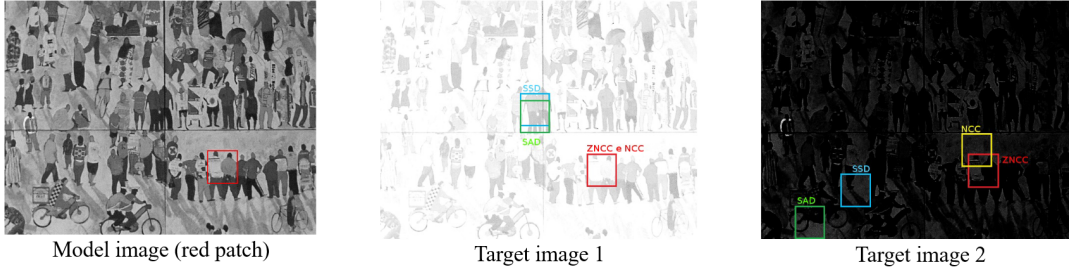 SSD
SAD
ZNCC e NCC
NCC
ZNCC
SSD
SAD
Model image (red patch)
Target image 1
Target image 2